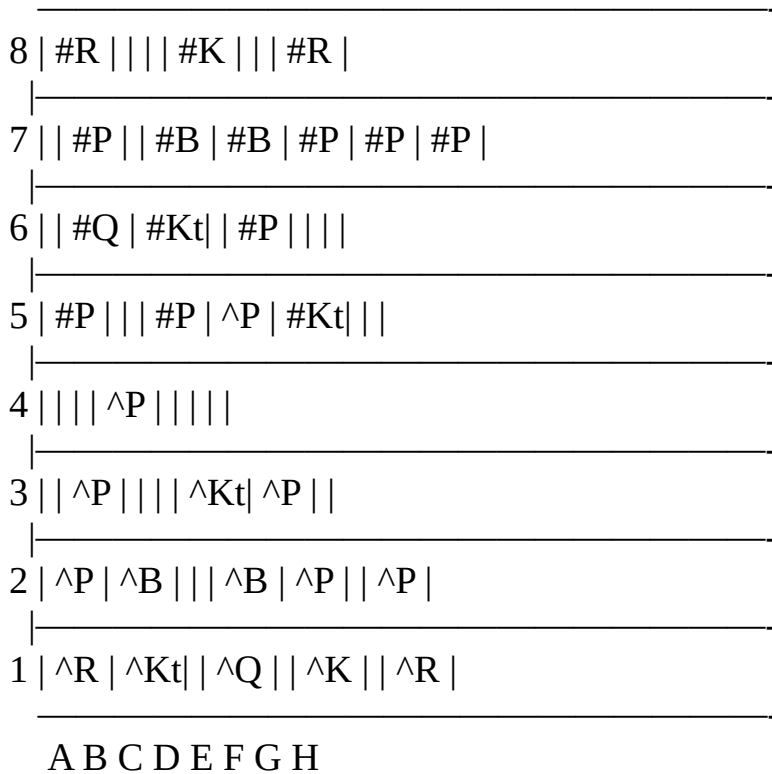 8 | #R | | | | #K | | | #R |
7 | | #P | | #B | #B | #P | #P | #P |
6 | | #Q | #Kt| | #P | | | |
5 | #P | | | #P | ^P | #Kt| | |
4 | | | | ^P | | | | |
3 | | ^P | | | | ^Kt| ^P | |
2 | ^P | ^B | | | ^B | ^P | | ^P |
1 | ^R | ^Kt| | ^Q | | ^K | | ^R |
A B C D E F G H